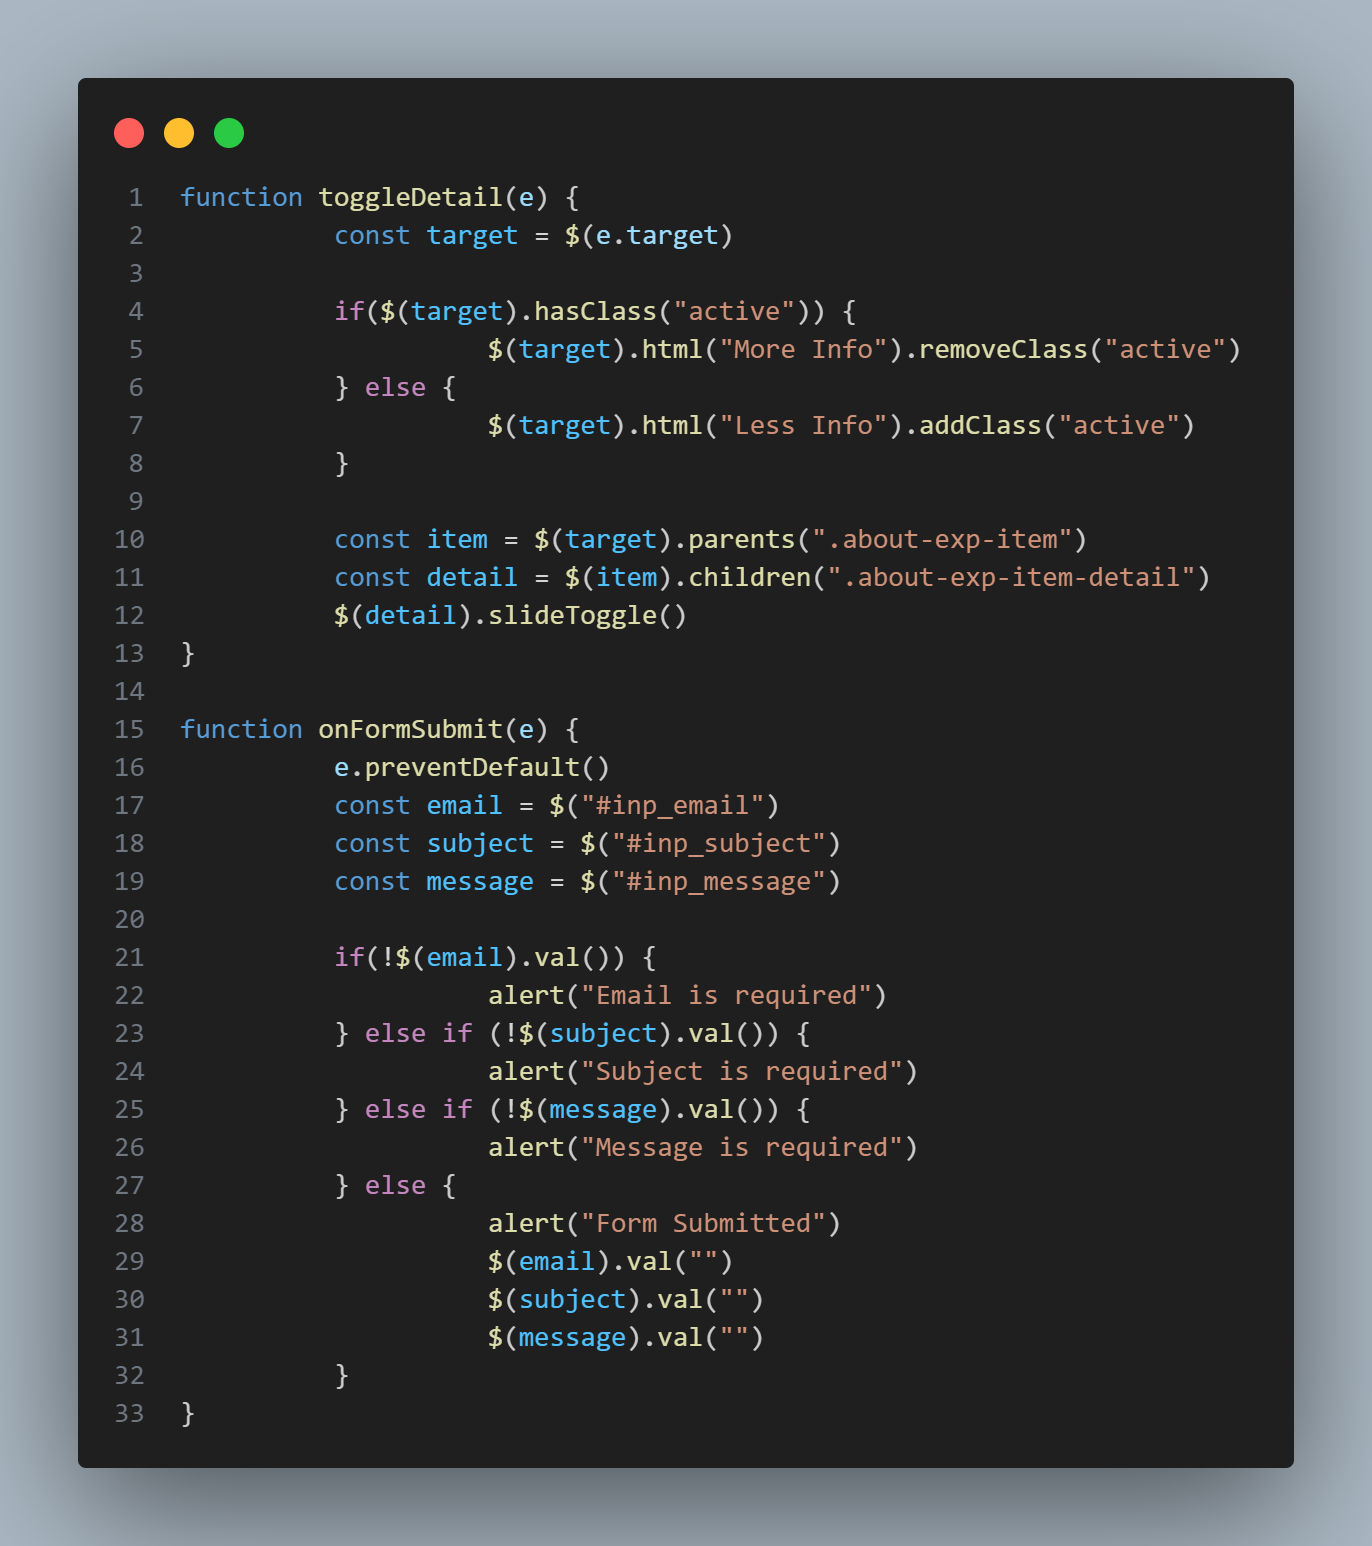 1 function toggleDetail(e) {
2 const target = $(e.target)
3
4 if($(target).hasClass("active")) {
5 $(target).html("More Info").removeClass("active")
6 } else {
7 $(target).html("Less Info").addClass("active")
8 }
9
10 const item = $(target).parents(".about-exp-item")
11 const detail = $(item).children(".about-exp-item-detail")
12 $(detail).slideToggle()
13 }
14
15 function onFormSubmit(e) {
16 e.preventDefault()
17 const email = $("#inp_email")
18 const subject = $("#inp_subject")
19 const message = $("#inp_message")
20
21 if(!$(email).val()) {
22 alert("Email is required")
23 } else if (!$(subject).val()) {
24 alert("Subject is required")
25 } else if (!$(message).val()) {
26 alert("Message is required")
27 } else {
28 alert("Form Submitted")
29 $(email).val("")
30 $(subject).val("")
31 $(message).val("")
32 }
33 }